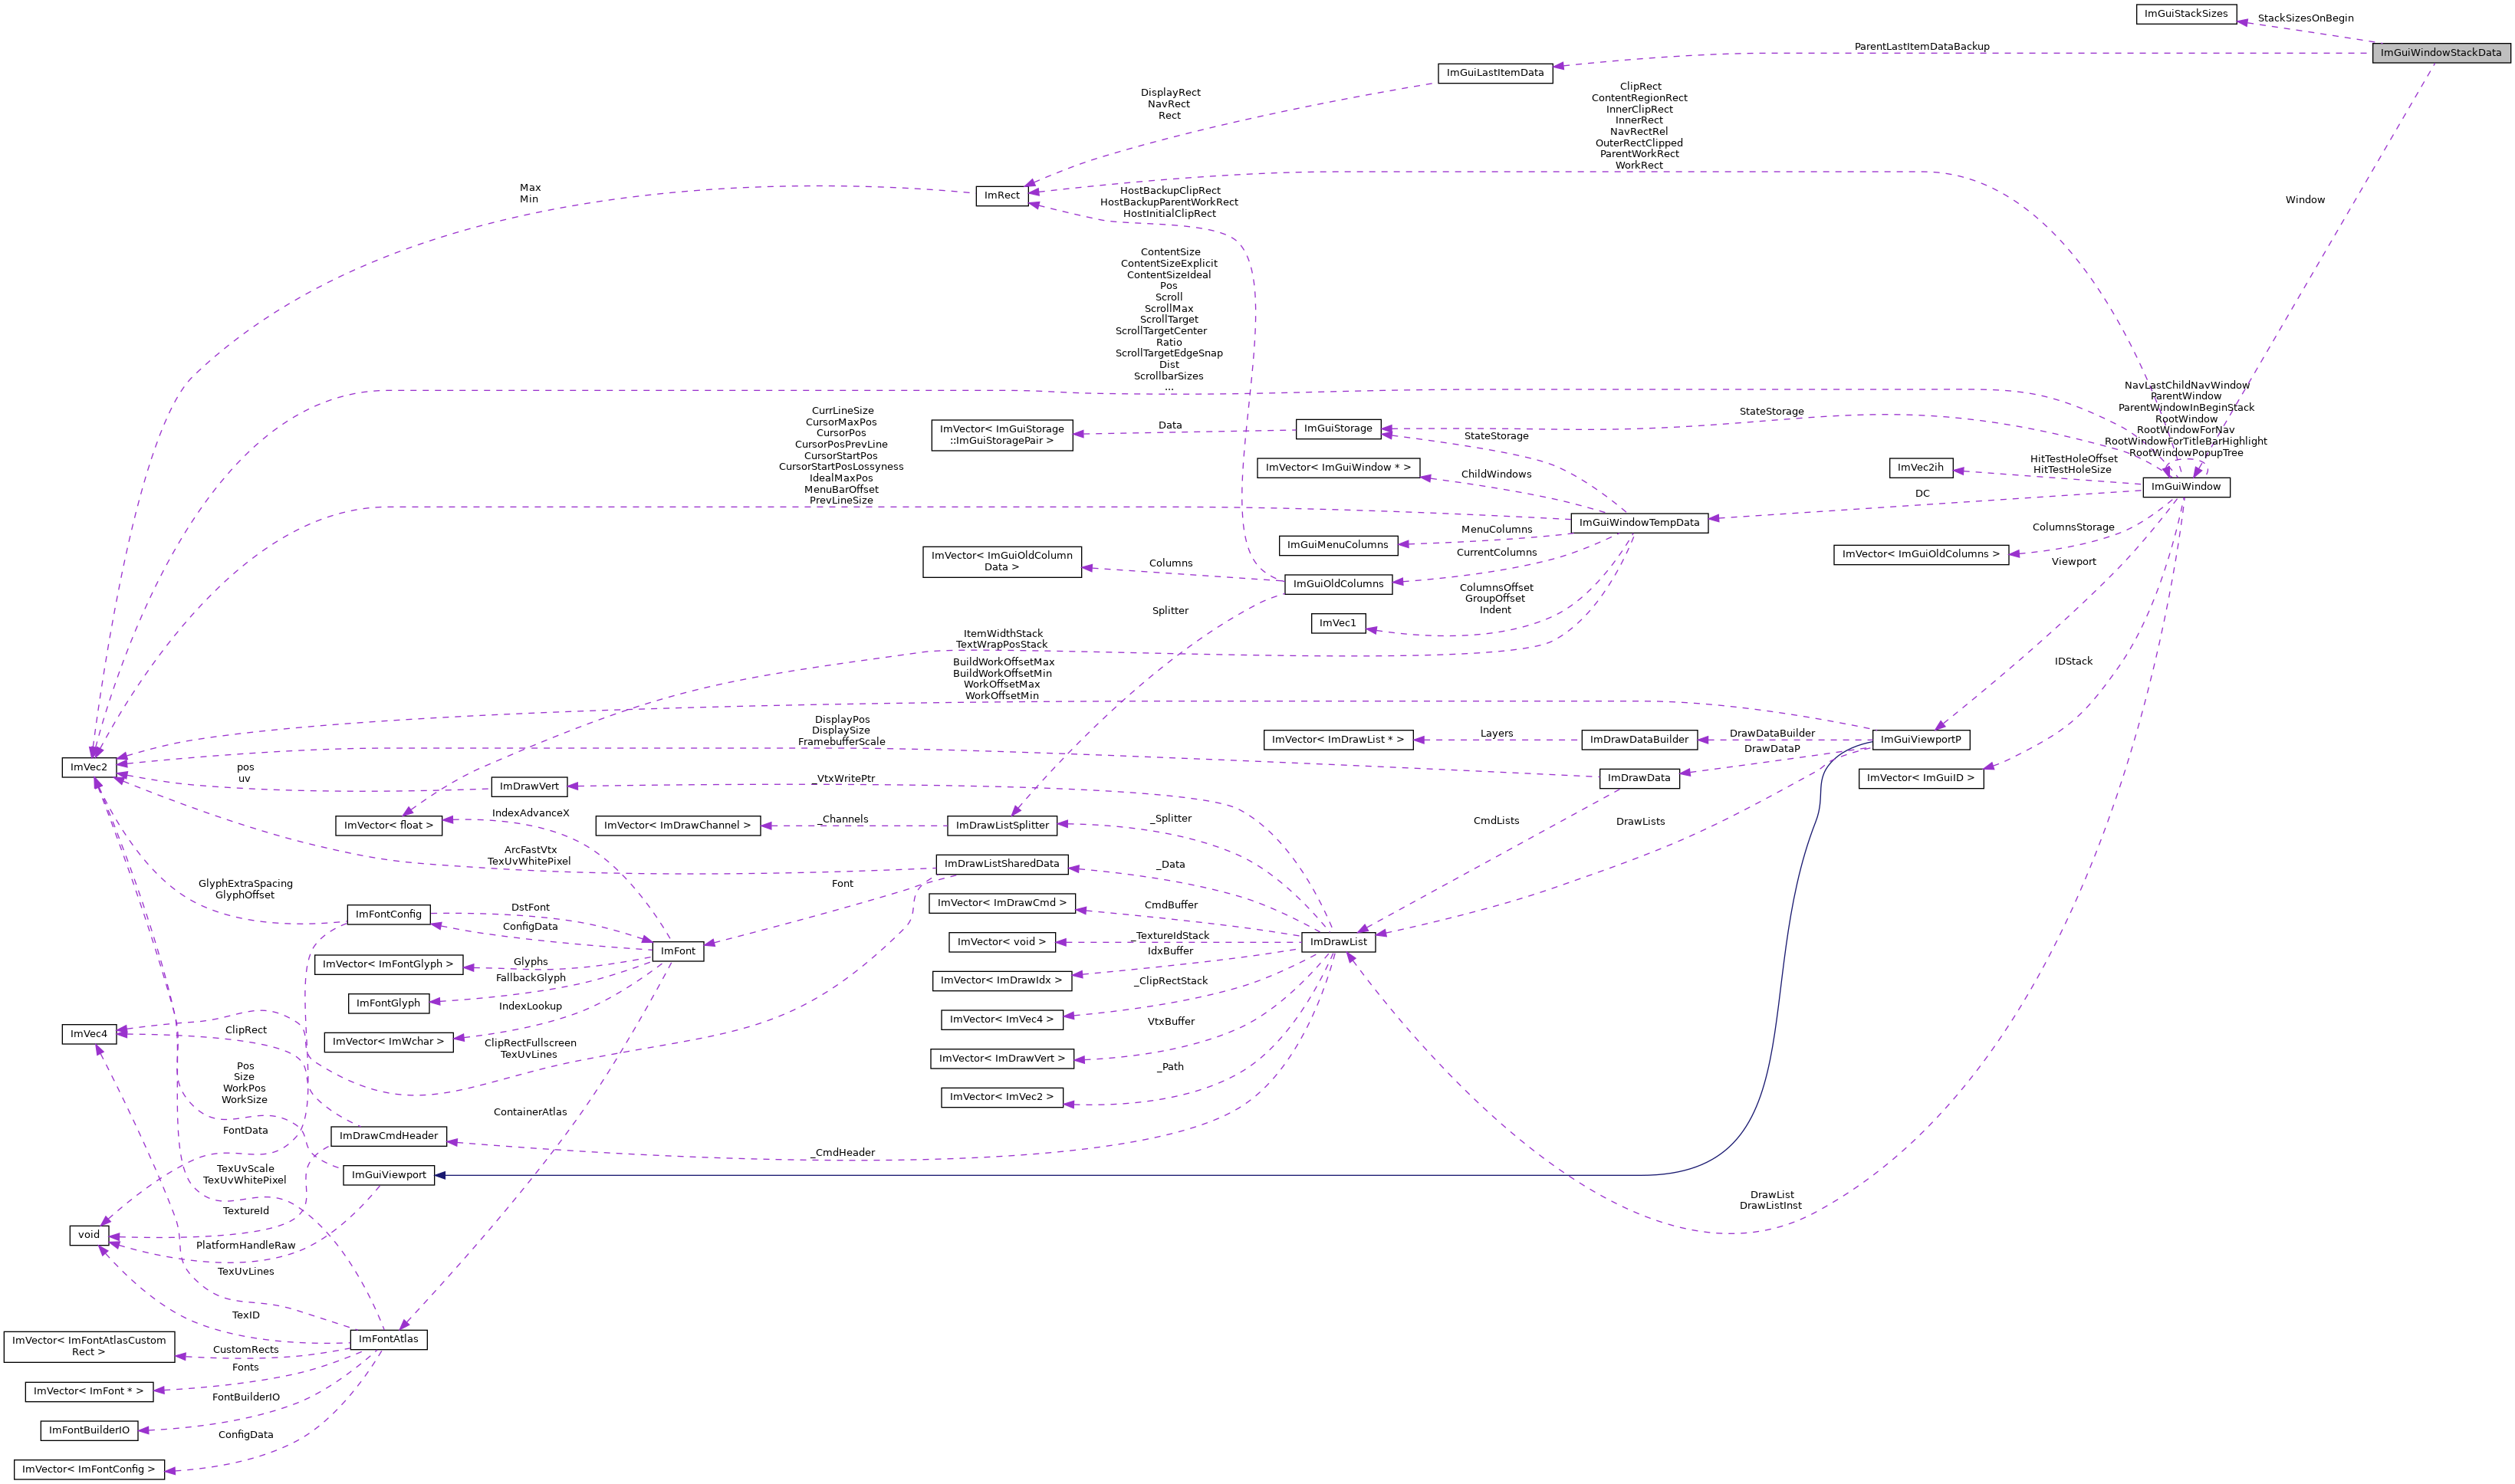 ImGuiStackSizes
StackSizesOnBegin
ImGuiWindowStackData
ParentLastItemDataBackup
ImGuiLastItemData
DisplayRect
NavRect
Rect
ClipRect
ContentRegionRect
InnerClipRect
InnerRect
NavRectRel
OuterRectClipped
ParentWorkRect
WorkRect
Window
Max
Min
ImRect
HostBackupClipRect
HostBackupParentWorkRect
HostInitialClipRect
ContentSize
ContentSizeExplicit
ContentSizeIdeal
Pos
Scroll
ScrollMax
ScrollTarget
ScrollTargetCenter
Ratio
ScrollTargetEdgeSnap
Dist
ScrollbarSizes
...
NavLastChildNavWindow
ParentWindow
ParentWindowInBeginStack
RootWindow
RootWindowForNav
RootWindowForTitleBarHighlight
RootWindowPopupTree
CurrLineSize
CursorMaxPos
CursorPos
CursorPosPrevLine
CursorStartPos
CursorStartPosLossyness
IdealMaxPos
MenuBarOffset
PrevLineSize
ImVector< ImGuiStorage
::ImGuiStoragePair >
Data
ImGuiStorage
StateStorage
StateStorage
ImVector< ImGuiWindow * >
ChildWindows
ImVec2ih
HitTestHoleOffset
HitTestHoleSize
ImGuiWindow
DC
ImGuiWindowTempData
ImGuiMenuColumns
MenuColumns
ColumnsStorage
ImVector< ImGuiOldColumns >
ImVector< ImGuiOldColumn
Data >
Columns
CurrentColumns
ImGuiOldColumns
Viewport
ColumnsOffset
GroupOffset
Indent
ImVec1
Splitter
ItemWidthStack
TextWrapPosStack
IDStack
BuildWorkOffsetMax
BuildWorkOffsetMin
WorkOffsetMax
WorkOffsetMin
DisplayPos
DisplaySize
FramebufferScale
ImVector< ImDrawList * >
Layers
ImDrawDataBuilder
DrawDataBuilder
ImGuiViewportP
DrawDataP
ImVec2
pos
uv
ImDrawVert
_VtxWritePtr
ImDrawData
ImVector< ImGuiID >
IndexAdvanceX
ImVector< float >
ImVector< ImDrawChannel >
_Channels
ImDrawListSplitter
_Splitter
CmdLists
DrawLists
ArcFastVtx
TexUvWhitePixel
ImDrawListSharedData
_Data
Font
GlyphExtraSpacing
GlyphOffset
ImFontConfig
DstFont
ConfigData
ImVector< ImDrawCmd >
CmdBuffer
ImFont
ImVector< void >
_TextureIdStack
ImDrawList
IdxBuffer
ImVector< ImFontGlyph >
Glyphs
FallbackGlyph
ImFontGlyph
ImVector< ImDrawIdx >
_ClipRectStack
IndexLookup
ImVector< ImVec4 >
VtxBuffer
ImVec4
ClipRect
ImVector< ImWchar >
ClipRectFullscreen
TexUvLines
ImVector< ImDrawVert >
_Path
Pos
Size
WorkPos
WorkSize
ImVector< ImVec2 >
ContainerAtlas
FontData
ImDrawCmdHeader
_CmdHeader
TexUvScale
TexUvWhitePixel
ImGuiViewport
DrawList
DrawListInst
TextureId
void
PlatformHandleRaw
TexUvLines
TexID
ImVector< ImFontAtlasCustom
Rect >
ImFontAtlas
CustomRects
Fonts
ImVector< ImFont * >
FontBuilderIO
ImFontBuilderIO
ConfigData
ImVector< ImFontConfig >